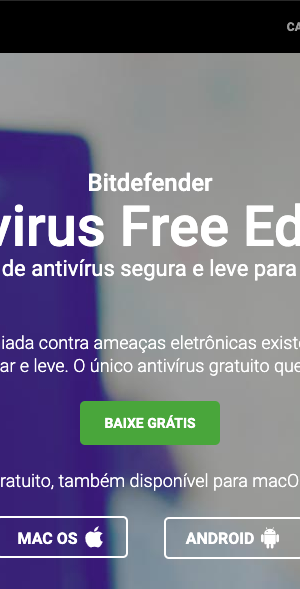 CA
Bitdefender
virus Free Ed
de antivírus segura e leve para
iada contra ameaças eletrônicas existe
ar e leve. O único antivírus gratuito que
BAIXE GRÁTIS
ratuito, também disponível para macO
MAC OS
ANDROID